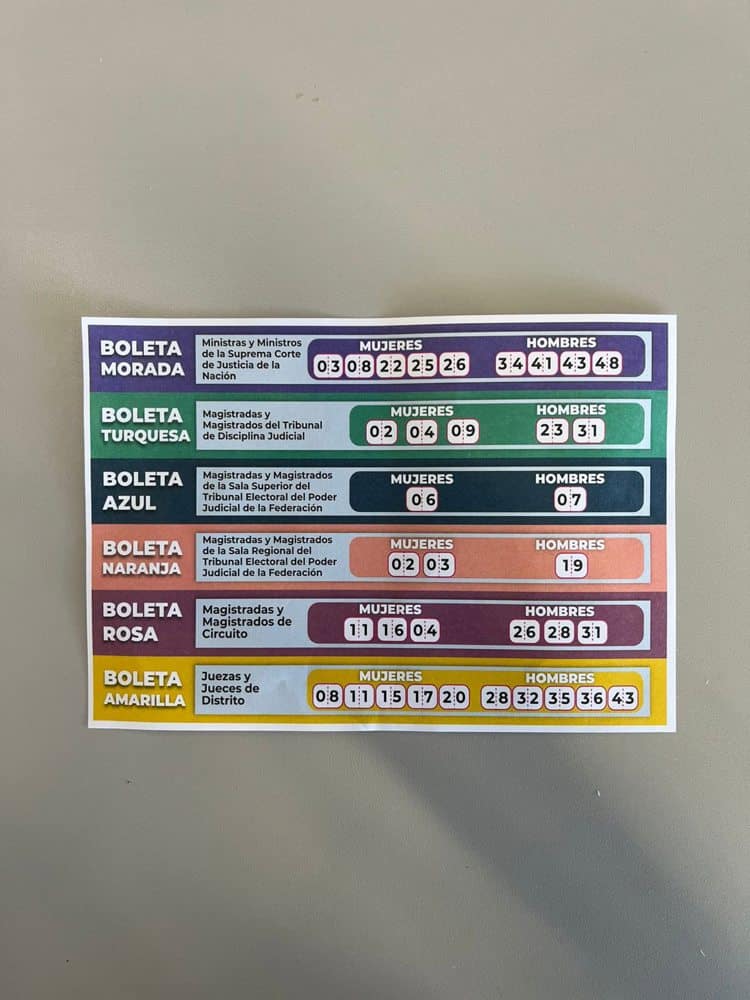 BOLETA
MORADA
Ministras y Ministros
de la Suprema Corte
de Justicia de la
Nación
MUJERES
03 08 22 25 26
HOMBRES
34 41 43 48
BOLETA
TURQUESA
Magistradas y
Magistrados del Tribunal
de Disciplina Judicial
MUJERES
02 04 09
HOMBRES
23 31
BOLETA
AZUL
Magistradas y Magistrados
de la Sala Superior del
Tribunal Electoral del Poder
Judicial de la Federación
MUJERES
06
HOMBRES
07
BOLETA
NARANJA
Magistradas y Magistrados
de la Sala Regional del
Tribunal Electoral del Poder
Judicial de la Federación
MUJERES
02 03
HOMBRES
19
BOLETA
ROSA
Magistradas y
Magistrados de
Circuito
MUJERES
11 16 04
HOMBRES
26 28 31
BOLETA
AMARILLA
Juezas y
Jueces de
Distrito
MUJERES
08 11 15 17 20
HOMBRES
28 32 35 36 43